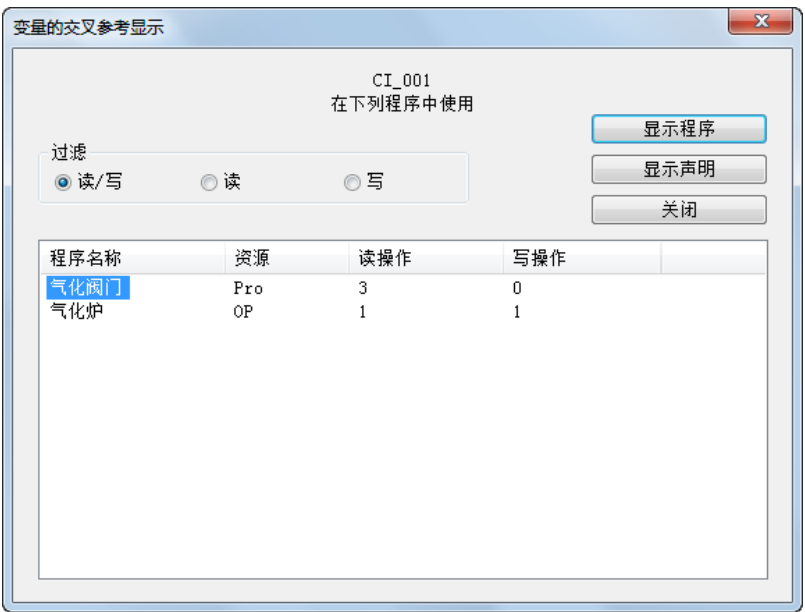 变量的交叉参考显示
CI_001
在下列程序中使用
显示程序
过滤
显示声明
读/写 读 写
关闭
程序名称 资源 读操作 写操作
气化阀门 Pro 3 0
气化炉 OP 1 1